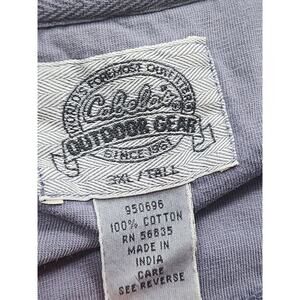 WORLD'S FOREMOST OUTFITTER
Cabela's
OUTDOOR GEAR
SINCE 1961
3XL / TALL
950696
100% COTTON
RN 56835
MADE IN
INDIA
CARE
SEE REVERSE